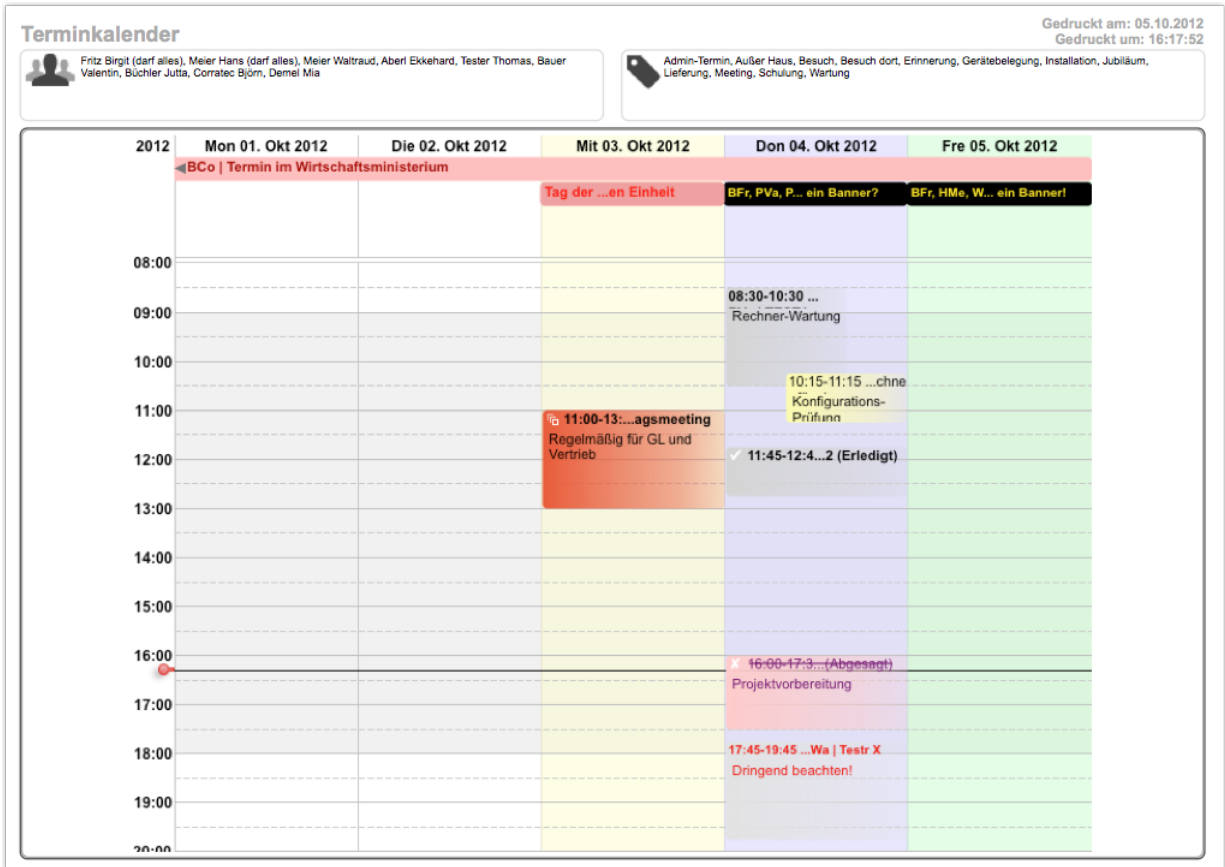 Terminkalender
Gedruckt am: 05.10.2012
Gedruckt um: 16:17:52
Fritz Birgit (darf alles), Meier Hans (darf alles), Meier Waltraud, Aberl Ekkehard, Tester Thomas, Bauer
Valentin, Büchler Jutta, Corratec Björn, Demel Mia
Admin-Termin, Außer Haus, Besuch, Besuch dort, Erinnerung, Gerätebelegung, Installation, Jubiläum,
Lieferung, Meeting, Schulung, Wartung
2012 Mon 01. Okt 2012 Die 02. Okt 2012 Mit 03. Okt 2012 Don 04. Okt 2012 Fre 05. Okt 2012
BCo | Termin im Wirtschaftsministerium
Tag der ...en Einheit BFr, PVa, P... ein Banner? BFr, HMe, W... ein Banner!
08:00
08:30-10:30 ...
09:00
Rechner-Wartung
10:00
10:15-11:15 ...chne
Konfigurations-
Prüfung
11:00
11:00-13:...agsmeeting
Regelmäßig für GL und
Vertrieb
12:00
11:45-12:4...2 (Erledigt)
13:00
14:00
15:00
16:00
16:00-17:3...(Abgesagt)
Projektvorbereitung
17:00
18:00
17:45-19:45 ...Wa | Testr X
Dringend beachten!
19:00
20:00